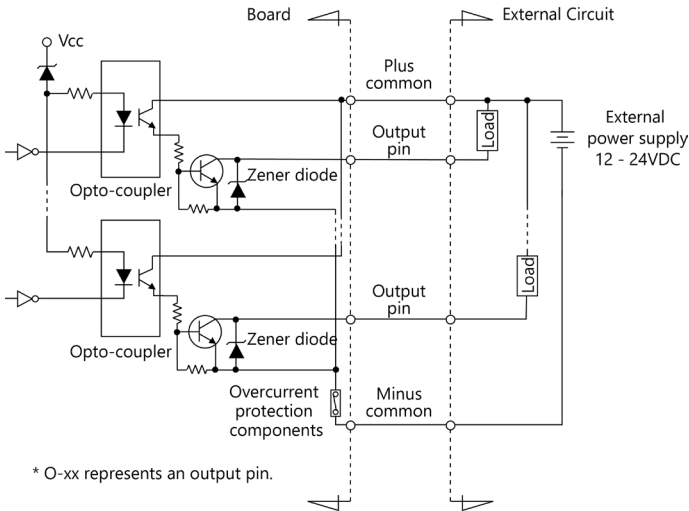 Board
External Circuit
Vcc
Plus
common
External
power supply
12 - 24VDC
Load
Output
pin
Zener diode
Opto-coupler
Load
Output
pin
Zener diode
Opto-coupler
Overcurrent
protection
components
Minus
common
* O-xx represents an output pin.